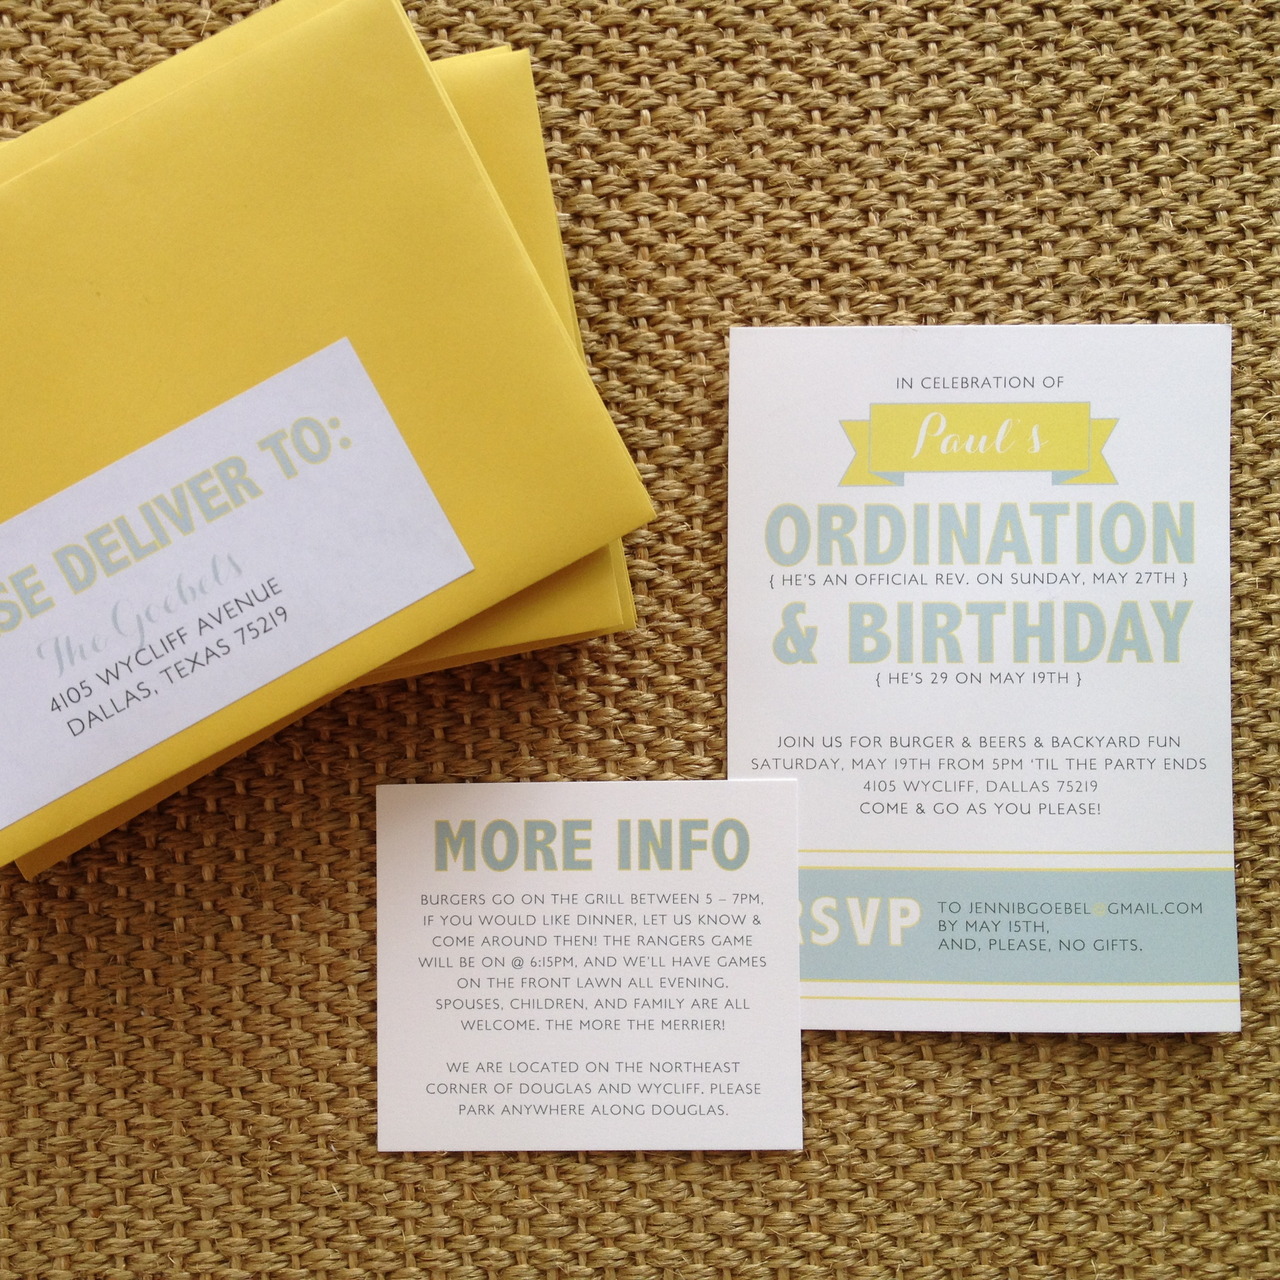 SE DELIVER TO:
The Goebels
4105 WYCLIFF AVENUE
DALLAS, TEXAS 75219
IN CELEBRATION OF
Paul's
ORDINATION
{ HE'S AN OFFICIAL REV. ON SUNDAY, MAY 27TH }
& BIRTHDAY
{ HE'S 29 ON MAY 19TH }
JOIN US FOR BURGER & BEERS & BACKYARD FUN
SATURDAY, MAY 19TH FROM 5PM 'TIL THE PARTY ENDS
4105 WYCLIFF, DALLAS 75219
COME & GO AS YOU PLEASE!
RSVP
TO JENNIBGOEBEL@GMAIL.COM
BY MAY 15TH,
AND, PLEASE, NO GIFTS.
MORE INFO
BURGERS GO ON THE GRILL BETWEEN 5 – 7PM,
IF YOU WOULD LIKE DINNER, LET US KNOW &
COME AROUND THEN! THE RANGERS GAME
WILL BE ON @ 6:15PM, AND WE'LL HAVE GAMES
ON THE FRONT LAWN ALL EVENING.
SPOUSES, CHILDREN, AND FAMILY ARE ALL
WELCOME. THE MORE THE MERRIER!
WE ARE LOCATED ON THE NORTHEAST
CORNER OF DOUGLAS AND WYCLIFF. PLEASE
PARK ANYWHERE ALONG DOUGLAS.